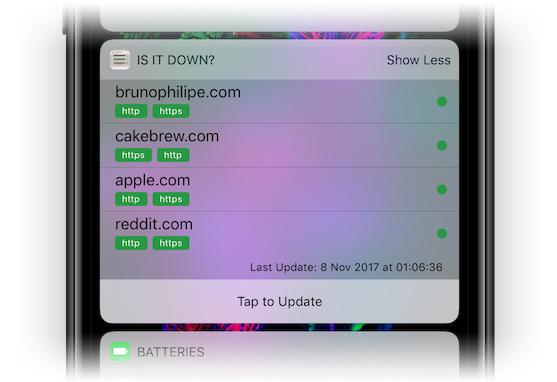 IS IT DOWN? Show Less
brunophilipe.com
http https
cakebrew.com
https http
apple.com
http https
reddit.com
http https
Last Update: 8 Nov 2017 at 01:06:36
Tap to Update
BATTERIES